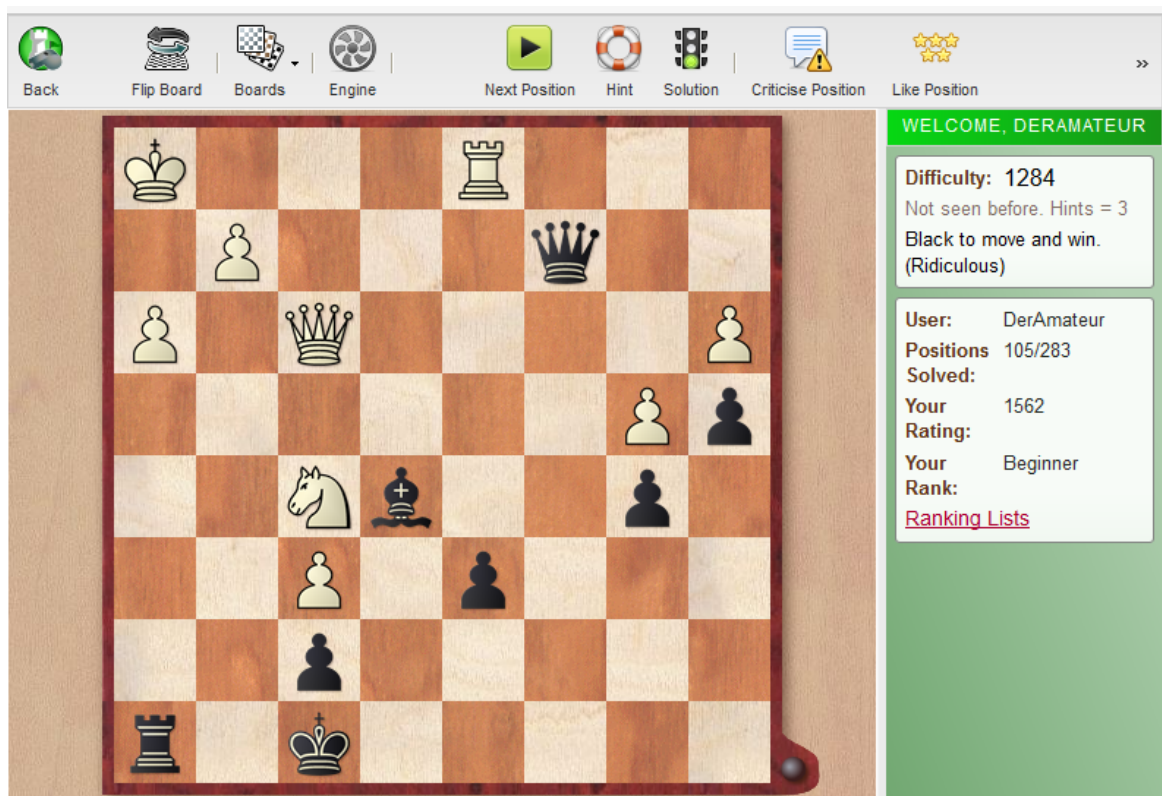 Back
Flip Board
Boards
Engine
Next Position
Hint
Solution
Criticise Position
Like Position
»
WELCOME, DERAMATEUR
Difficulty: 1284
Not seen before. Hints = 3
Black to move and win.
(Ridiculous)
User: DerAmateur
Positions 105/283
Solved:
Your 1562
Rating:
Your Beginner
Rank:
Ranking Lists